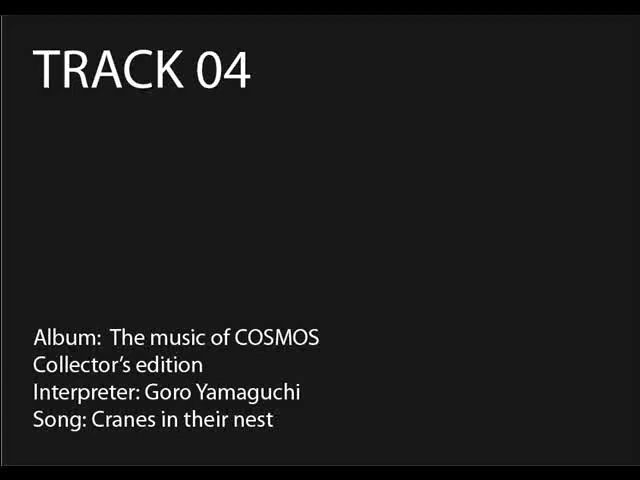 TRACK 04
Album:  The music of COSMOS
Collector’s edition
Interpreter: Goro Yamaguchi
Song: Cranes in their nest